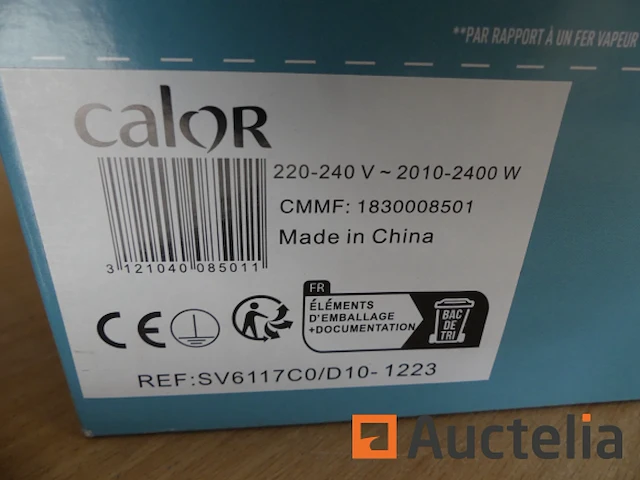 **PAR RAPPORT À UN FER VAPEUR
calor
220-240 V ~ 2010-2400 W
CMMF: 1830008501
Made in China
3 121040 085011
FR
ÉLÉMENTS
D'EMBALLAGE
+DOCUMENTATION
BAC
DE
TRI
CE
REF:SV6117C0/D10-1223
Auctelia